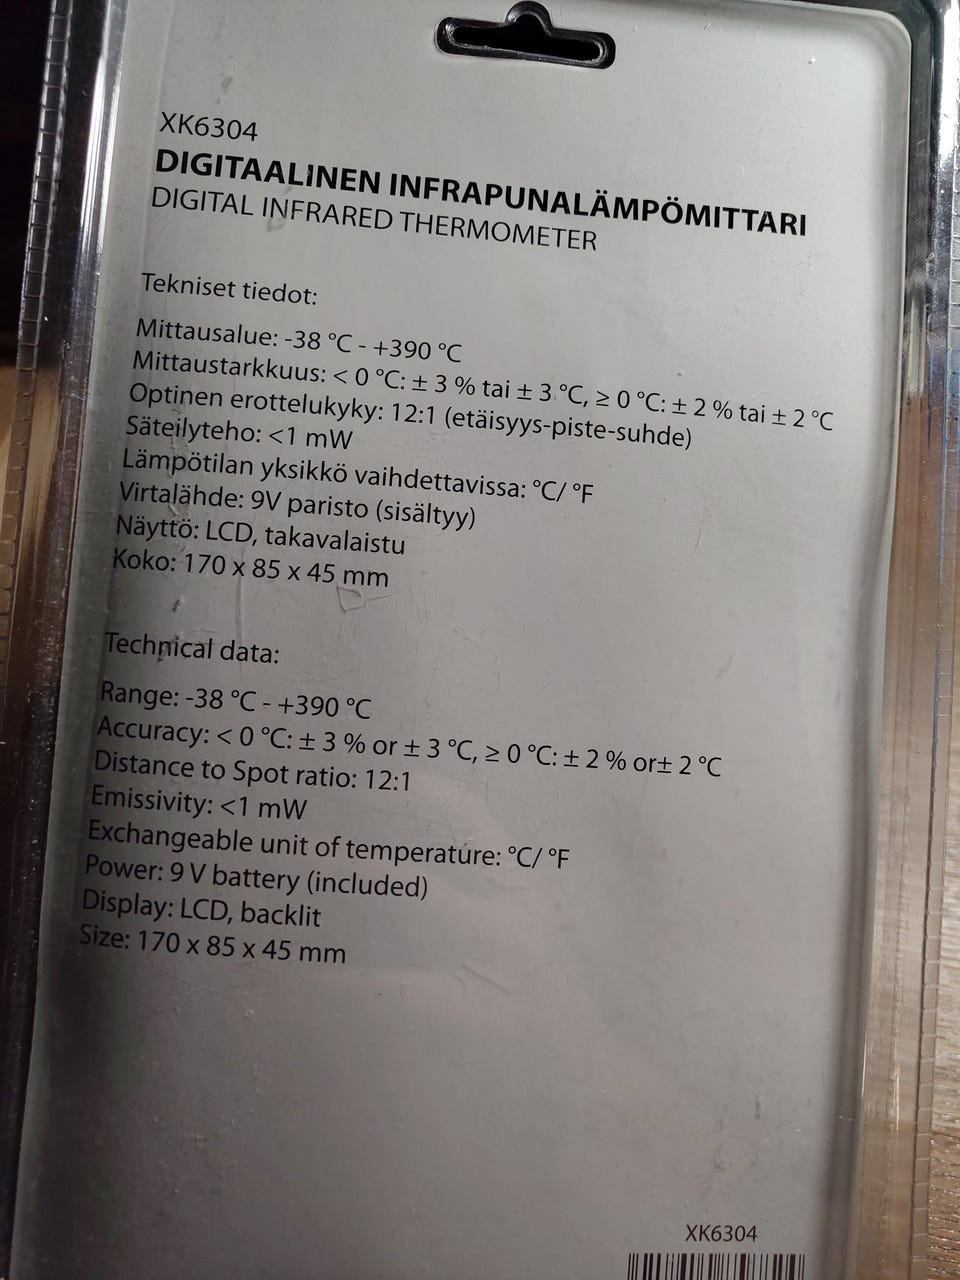 XK6304
DIGITAALINEN INFRAPUNALÄMPÖMITTARI
DIGITAL INFRARED THERMOMETER
Tekniset tiedot:
Mittausalue: -38 °C - +390 °C
Mittaustarkkuus: < 0 °C: ± 3 % tai ± 3 °C, ≥ 0 °C: ± 2 % tai ± 2 °C
Optinen erottelukyky: 12:1 (etäisyys-piste-suhde)
Säteilyteho: <1 mW
Lämpötilan yksikkö vaihdettavissa: °C/ °F
Virtalähde: 9V paristo (sisältyy)
Näyttö: LCD, takavalaistu
Koko: 170 x 85 x 45 mm
Technical data:
Range: -38 °C - +390 °C
Accuracy: < 0 °C: ± 3 % or ± 3 °C, ≥ 0 °C: ± 2 % or± 2 °C
Distance to Spot ratio: 12:1
Emissivity: <1 mW
Exchangeable unit of temperature: °C/ °F
Power: 9 V battery (included)
Display: LCD, backlit
Size: 170 x 85 x 45 mm
XK6304